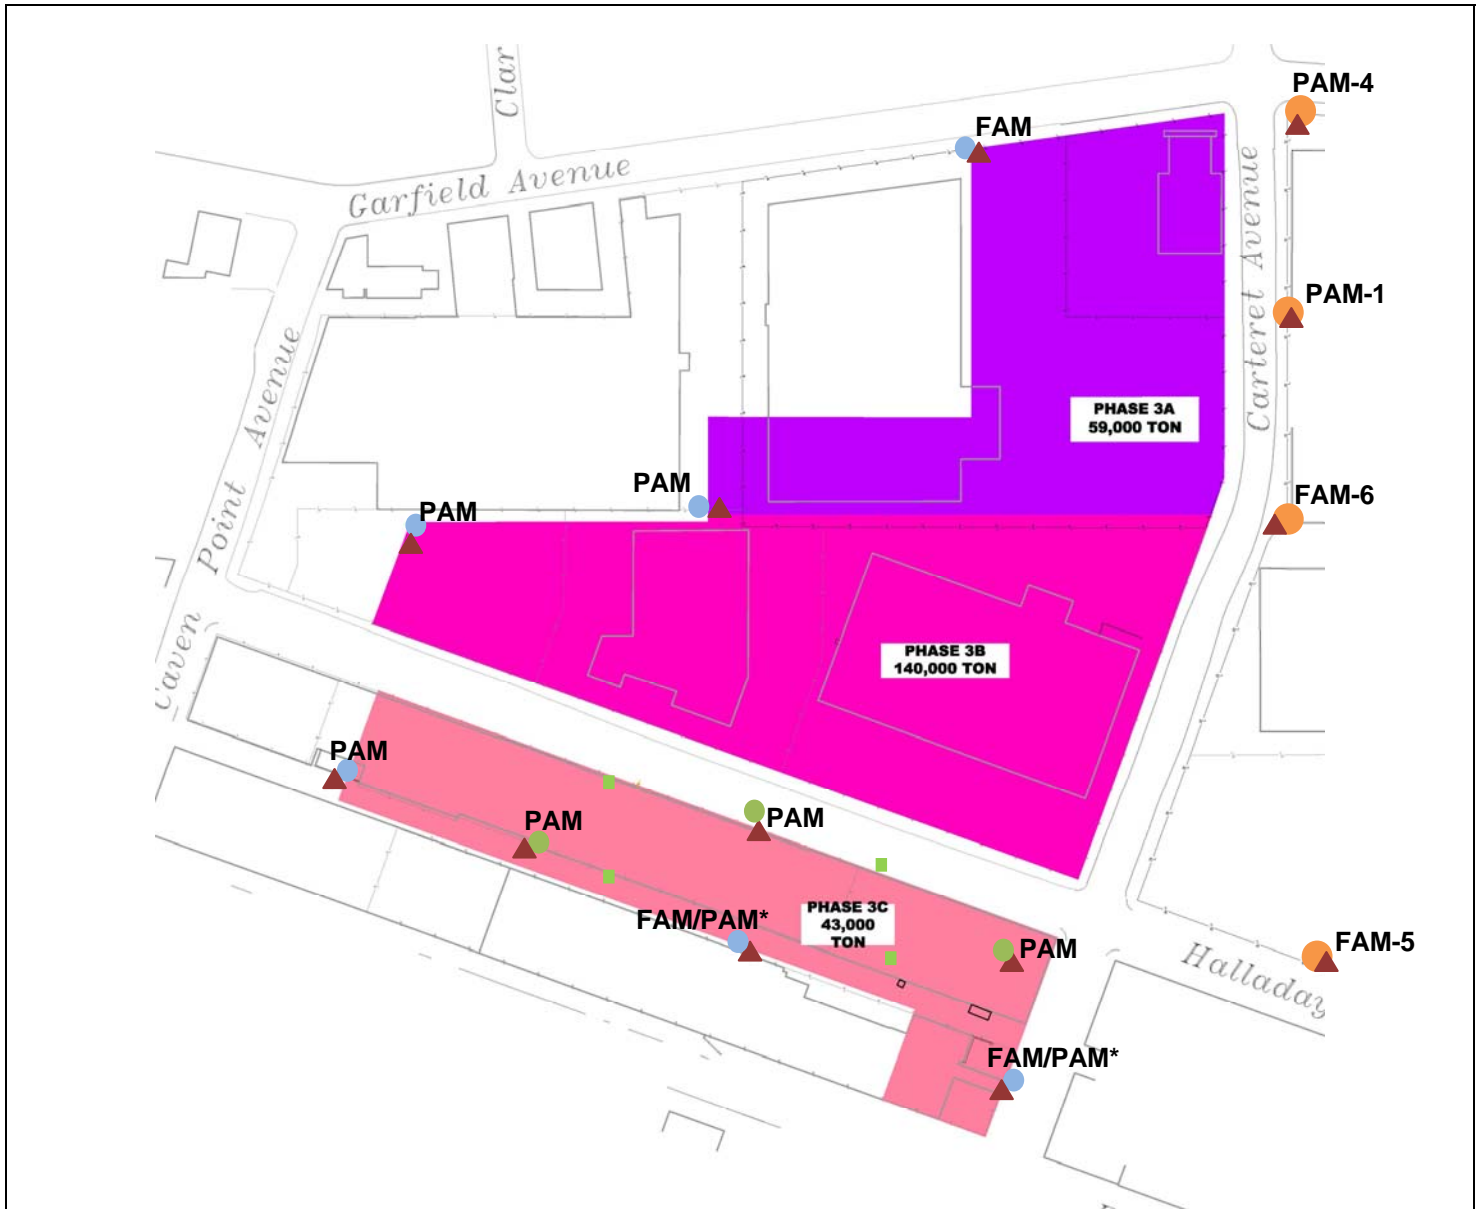 Clar
PAM-4
FAM
Garfield Avenue
Carteret Avenue
PAM-1
Caven Point Avenue
PHASE 3A
59,000 TON
PAM
PAM
FAM-6
PHASE 3B
140,000 TON
PAM
PAM
PAM
FAM/PAM*
PHASE 3C
43,000
TON
PAM
FAM-5
Halladay
FAM/PAM*